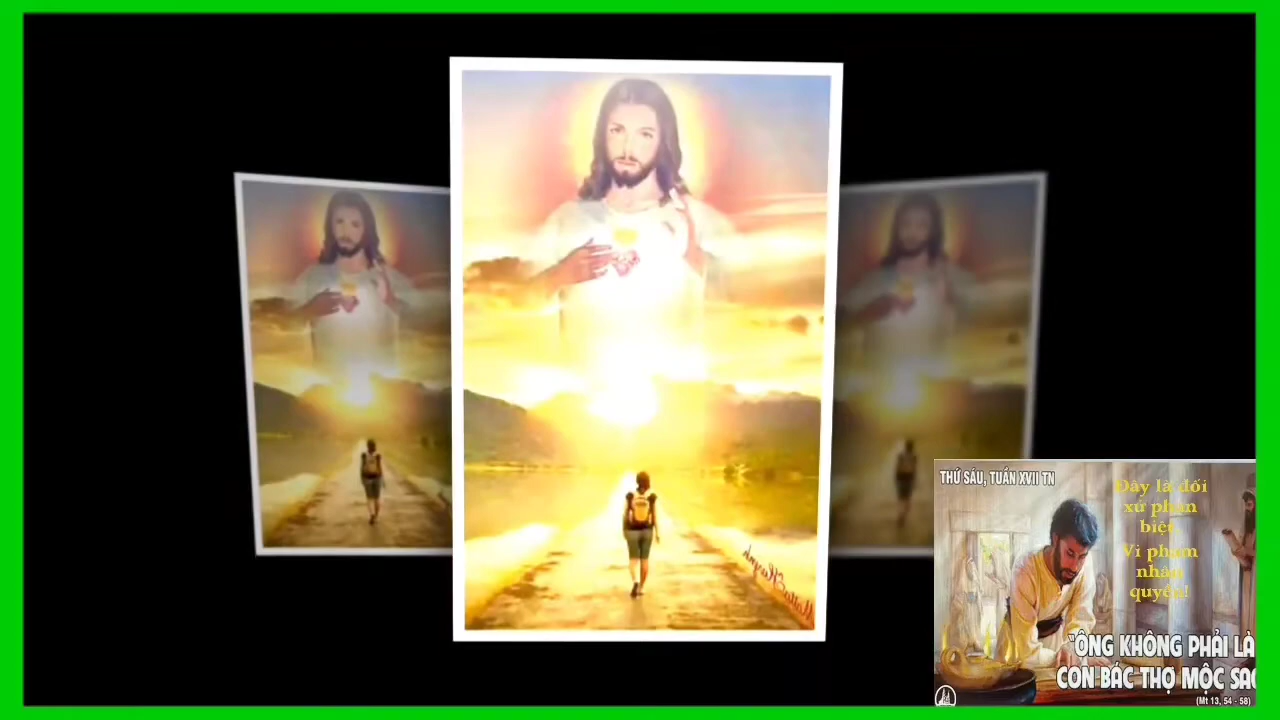 THỨ SÁU, TUẦN XVII TN
Đây là đối
xử phân
biệt,
Vi phạm
nhân
quyền!
"ÔNG KHÔNG PHẢI LÀ
CON BÁC THỢ MỘC SAO
(Mt 13, 54 - 58)